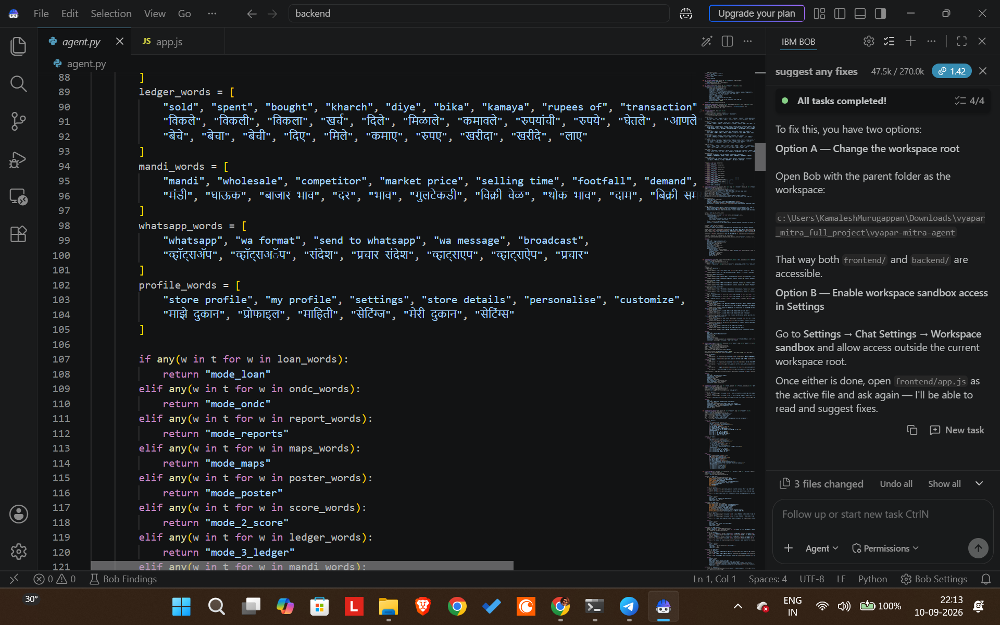 File Edit Selection View Go ··· backend Upgrade your plan
agent.py JS app.js
agent.py
88 ]
89 ledger_words = [
90 "sold", "spent", "bought", "kharch", "diye", "bika", "kamaya", "rupees of", "transaction"
91 "विकले", "विकली", "विकला", "खर्च", "दिले", "मिळाले", "कमावले", "रुपयांची", "रुपये", "घेतले", "आणले
92 "बेचे", "बेचा", "बेची", "दिए", "मिले", "कमाए", "रुपए", "खरीदा", "खरीदे", "लाए"
93 ]
94 mandi_words = [
95 "mandi", "wholesale", "competitor", "market price", "selling time", "footfall", "demand",
96 "मंडी", "घाऊक", "बाजार भाव", "दर", "भाव", "गुलटेकडी", "विक्री वेळ", "थोक भाव", "दाम", "बिक्री सम
97 ]
98 whatsapp_words = [
99 "whatsapp", "wa format", "send to whatsapp", "wa message", "broadcast",
100 "व्हॉट्सॲप", "व्हॉट्सअॅप", "संदेश", "प्रचार संदेश", "व्हाट्सएप", "व्हाट्सऐप", "प्रचार"
101 ]
102 profile_words = [
103 "store profile", "my profile", "settings", "store details", "personalise", "customize",
104 "माझे दुकान", "प्रोफाइल", "माहिती", "सेटिंग्ज", "मेरी दुकान", "सेटिंग्स"
105 ]
106
107 if any(w in t for w in loan_words):
108 return "mode_loan"
109 elif any(w in t for w in ondc_words):
110 return "mode_ondc"
111 elif any(w in t for w in report_words):
112 return "mode_reports"
113 elif any(w in t for w in maps_words):
114 return "mode_maps"
115 elif any(w in t for w in poster_words):
116 return "mode_poster"
117 elif any(w in t for w in score_words):
118 return "mode_2_score"
119 elif any(w in t for w in ledger_words):
120 return "mode_3_ledger"
121 elif any(w in t for w in mandi_words):
IBM BOB
suggest any fixes 47.5k / 270.0k 1.42
All tasks completed! 4/4
To fix this, you have two options:
Option A — Change the workspace root
Open Bob with the parent folder as the
workspace:
c:\Users\KamaleshMurugappan\Downloads\vyapar
_mitra_full_project\vyapar-mitra-agent
That way both frontend/ and backend/ are
accessible.
Option B — Enable workspace sandbox access
in Settings
Go to Settings → Chat Settings → Workspace
sandbox and allow access outside the current
workspace root.
Once either is done, open frontend/app.js as
the active file and ask again — I'll be able to
read and suggest fixes.
New task
3 files changed Undo all Show all
Follow up or start new task CtrlN
Agent Permissions
0 0 Bob Findings Ln 1, Col 1 Spaces: 4 UTF-8 LF Python Bob Settings
30° L ENG IN 100% 22:13
10-09-2026